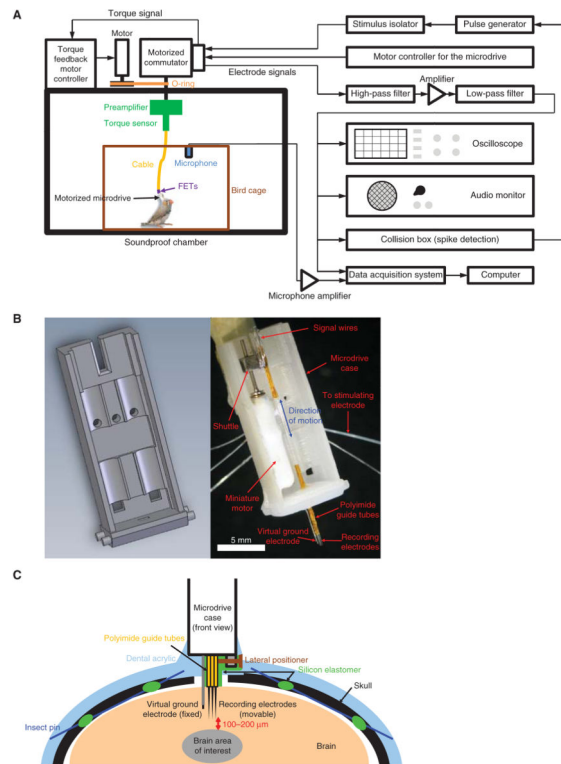 A
Torque signal
Motor
Torque
feedback
motor
controller
Motorized
commutator
O-ring
Electrode signals
Stimulus isolator
Pulse generator
Motor controller for the microdrive
Amplifier
High-pass filter
Low-pass filter
Preamplifier
Torque sensor
Cable
Microphone
FETs
Motorized microdrive
Bird cage
Soundproof chamber
Oscilloscope
Audio monitor
Collision box (spike detection)
Data acquisition system
Computer
Microphone amplifier
B
Signal wires
Microdrive
case
To stimulating
electrode
Direction
of motion
Shuttle
Miniature
motor
Polyimide
guide tubes
Virtual ground
electrode
Recording
electrodes
5 mm
C
Microdrive
case
(front view)
Polyimide guide tubes
Dental acrylic
Lateral positioner
Silicon elastomer
Skull
Virtual ground
electrode (fixed)
Recording electrodes
(movable)
Insect pin
100–200 μm
Brain area
of interest
Brain